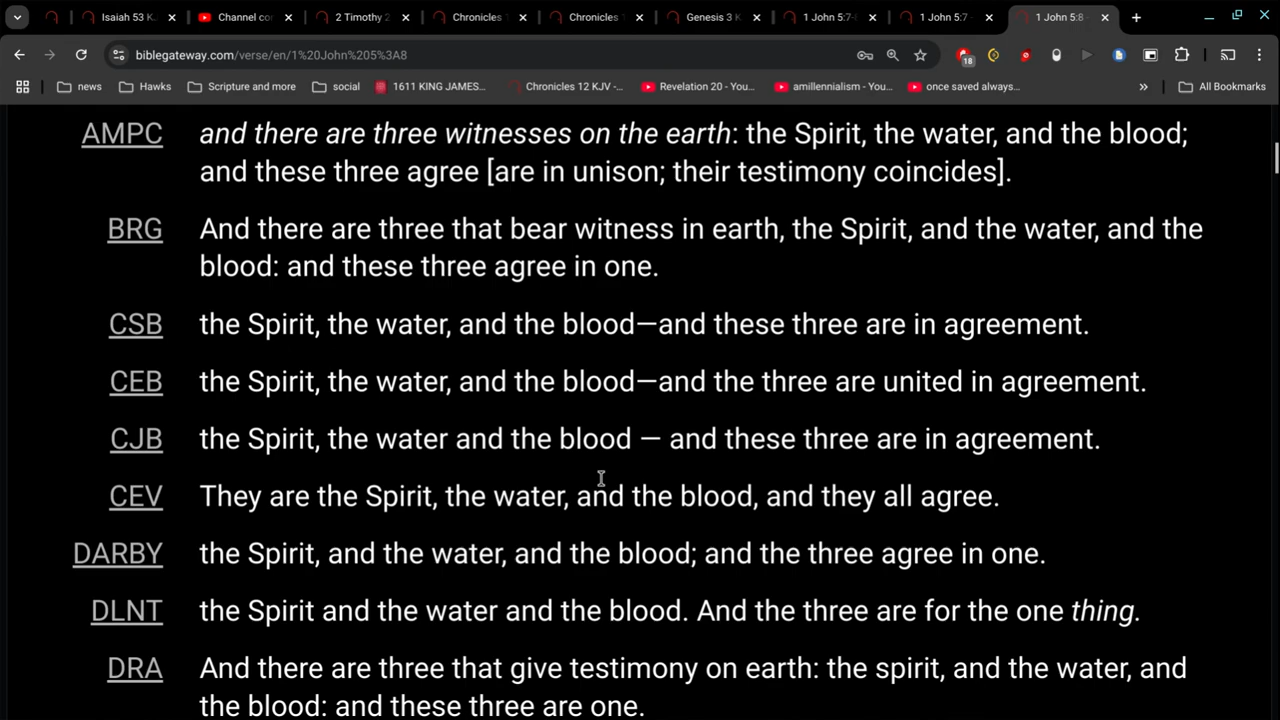 Isaiah 53 K
Channel co
2 Timothy 2
Chronicles 1
Chronicles 1
Genesis 3 K
1 John 5:7-8
1 John 5:7 -
1 John 5:8 -
biblegateway.com/verse/en/1%20John%205%3A8
18
news
Hawks
Scripture and more
social
1611 KING JAMES...
Chronicles 12 KJV -...
Revelation 20 - You...
amillennialism - You...
once saved always...
»
All Bookmarks
AMPC and there are three witnesses on the earth: the Spirit, the water, and the blood;
and these three agree [are in unison; their testimony coincides].
BRG And there are three that bear witness in earth, the Spirit, and the water, and the
blood: and these three agree in one.
CSB the Spirit, the water, and the blood—and these three are in agreement.
CEB the Spirit, the water, and the blood—and the three are united in agreement.
CJB the Spirit, the water and the blood — and these three are in agreement.
CEV They are the Spirit, the water, and the blood, and they all agree.
DARBY the Spirit, and the water, and the blood; and the three agree in one.
DLNT the Spirit and the water and the blood. And the three are for the one thing.
DRA And there are three that give testimony on earth: the spirit, and the water, and
the blood: and these three are one.